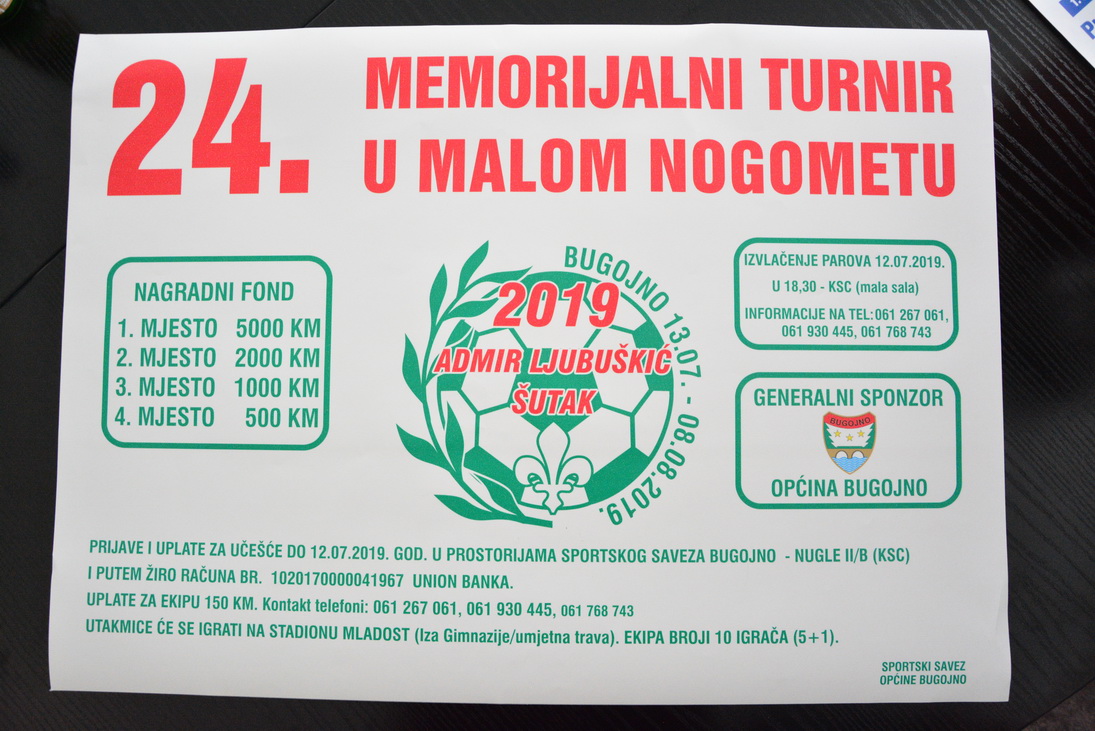 24.
MEMORIJALNI TURNIR
U MALOM NOGOMETU
NAGRADNI FOND
1. MJESTO 5000 KM
2. MJESTO 2000 KM
3. MJESTO 1000 KM
4. MJESTO 500 KM
BUGOJNO 13.07. - 08.08.2019.
2019
ADMIR LJUBUŠKIĆ
ŠUTAK
IZVLAČENJE PAROVA 12.07.2019.
U 18,30 - KSC (mala sala)
INFORMACIJE NA TEL:061 267 061,
061 930 445, 061 768 743
GENERALNI SPONZOR
BUGOJNO
OPĆINA BUGOJNO
PRIJAVE I UPLATE ZA UČEŠĆE DO 12.07.2019. GOD. U PROSTORIJAMA SPORTSKOG SAVEZA BUGOJNO - NUGLE II/B (KSC)
I PUTEM ŽIRO RAČUNA BR. 1020170000041967 UNION BANKA.
UPLATE ZA EKIPU 150 KM. Kontakt telefoni: 061 267 061, 061 930 445, 061 768 743
UTAKMICE ĆE SE IGRATI NA STADIONU MLADOST (Iza Gimnazije/umjetna trava). EKIPA BROJI 10 IGRAČA (5+1).
SPORTSKI SAVEZ
OPĆINE BUGOJNO